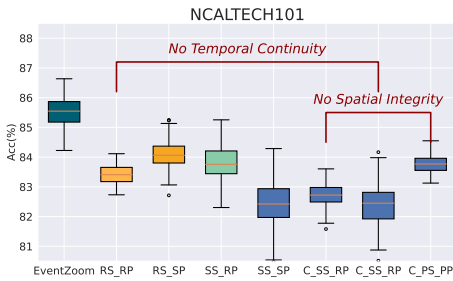 NCALTECH101
No Temporal Continuity
No Spatial Integrity
Acc(%)
88
87
86
85
84
83
82
81
EventZoom RS_RP RS_SP SS_RP SS_SP C_SS_RP C_SS_RP C_PS_PP